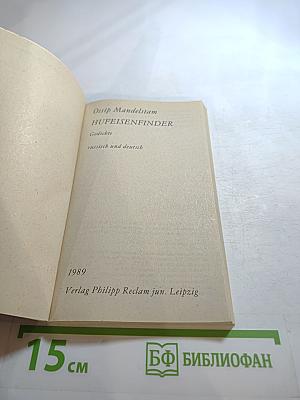 Ossip Mandelstam
HUFEISENFINDER
Gedichte
russisch und deutsch
1989
Verlag Philipp Reclam jun. Leipzig
15 см
БФ БИБЛИОФАН